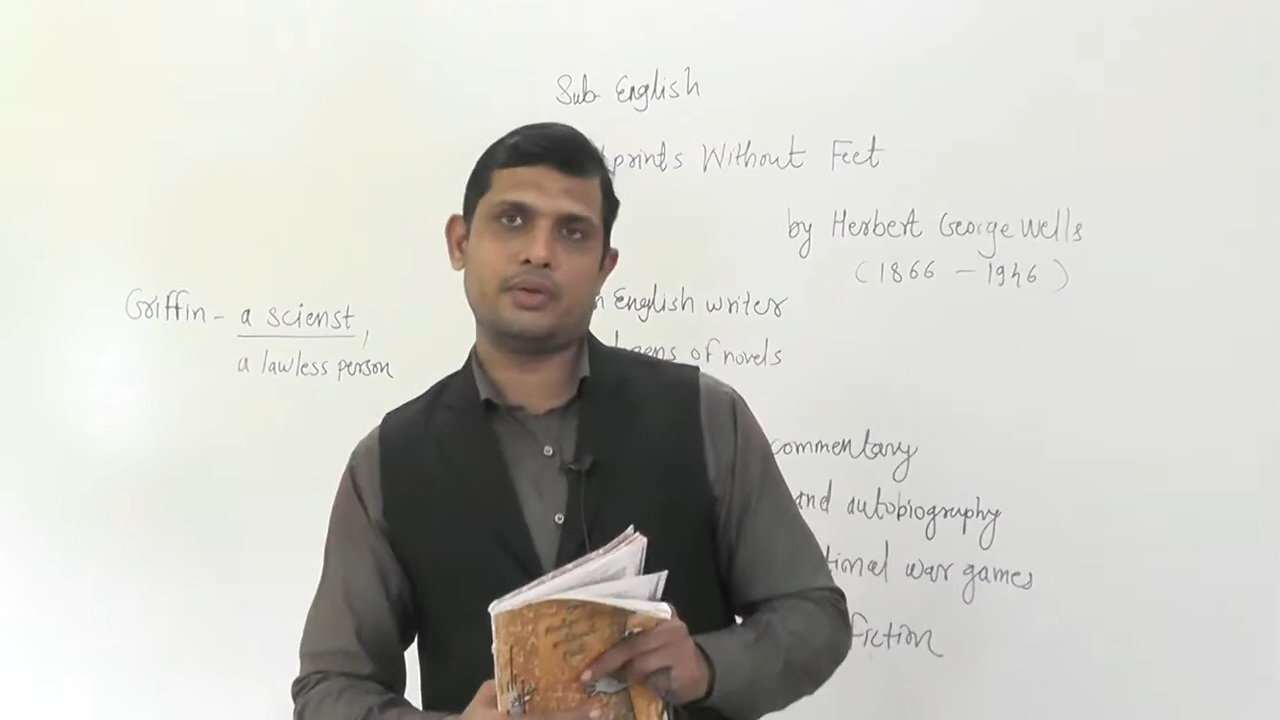 Sub English
prints Without Feet
by Herbert George Wells
(1866 – 1946)
Griffin – a scienst,
a lawless person
English writer
of novels
commentary
and autobiography
tional war games
fiction